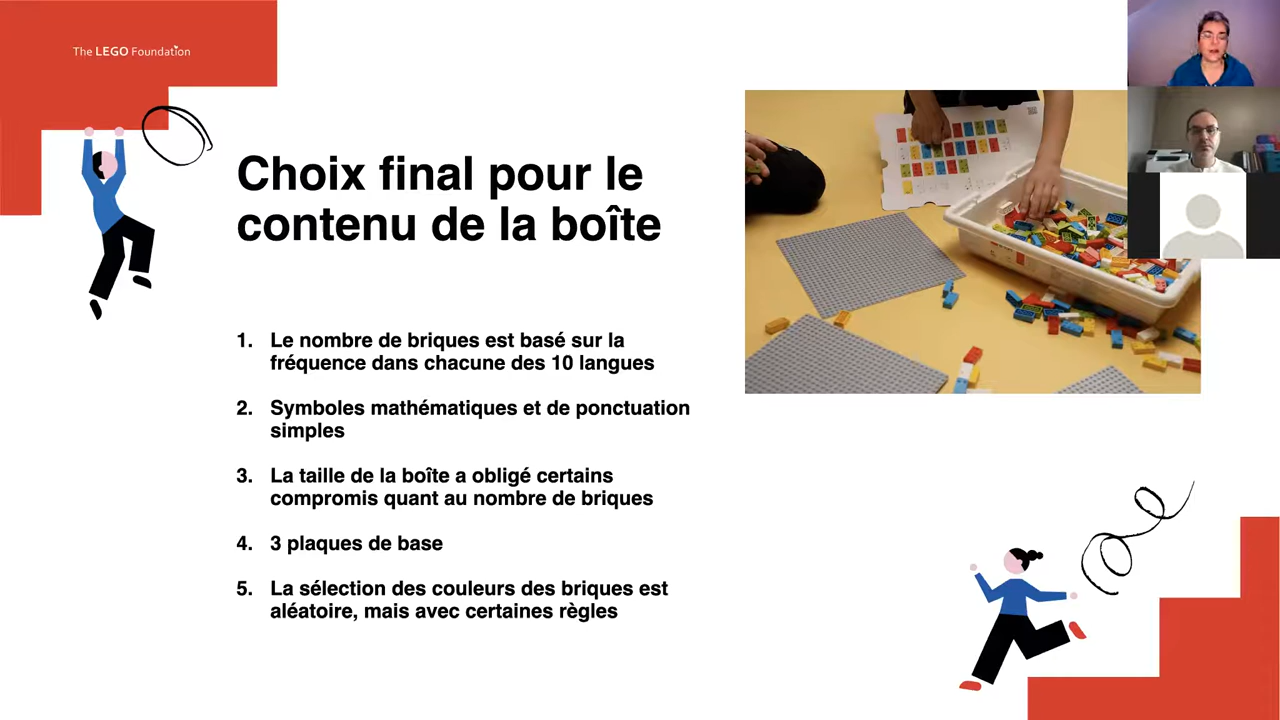 The LEGO Foundation
Choix final pour le
contenu de la boîte
1. Le nombre de briques est basé sur la
fréquence dans chacune des 10 langues
2. Symboles mathématiques et de ponctuation
simples
3. La taille de la boîte a obligé certains
compromis quant au nombre de briques
4. 3 plaques de base
5. La sélection des couleurs des briques est
aléatoire, mais avec certaines règles